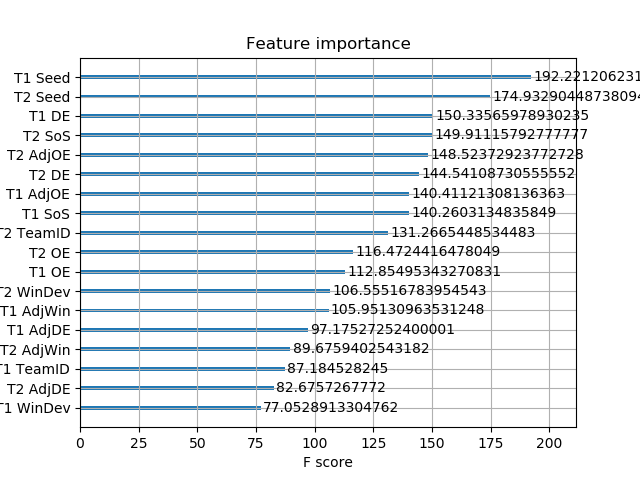 Feature importance
T1 Seed 192.221206231
T2 Seed 174.9329044873809
T1 DE 150.33565978930235
T2 SoS 149.91115792777777
T2 AdjOE 148.52372923772728
T2 DE 144.54108730555552
T1 AdjOE 140.41121308136363
T1 SoS 140.2603134835849
T2 TeamID 131.2665448534483
T2 OE 116.4724416478049
T1 OE 112.85495343270831
T2 WinDev 106.55516783954543
T1 AdjWin 105.95130963531248
T1 AdjDE 97.17527252400001
T2 AdjWin 89.6759402543182
T1 TeamID 87.184528245
T2 AdjDE 82.6757267772
T1 WinDev 77.0528913304762
0 25 50 75 100 125 150 175 200
F score